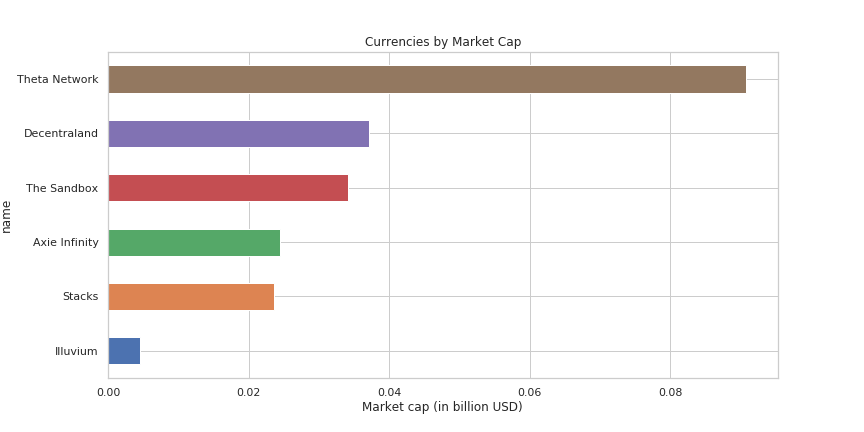 Currencies by Market Cap
name
Theta Network
Decentraland
The Sandbox
Axie Infinity
Stacks
Illuvium
0.00 0.02 0.04 0.06 0.08
Market cap (in billion USD)